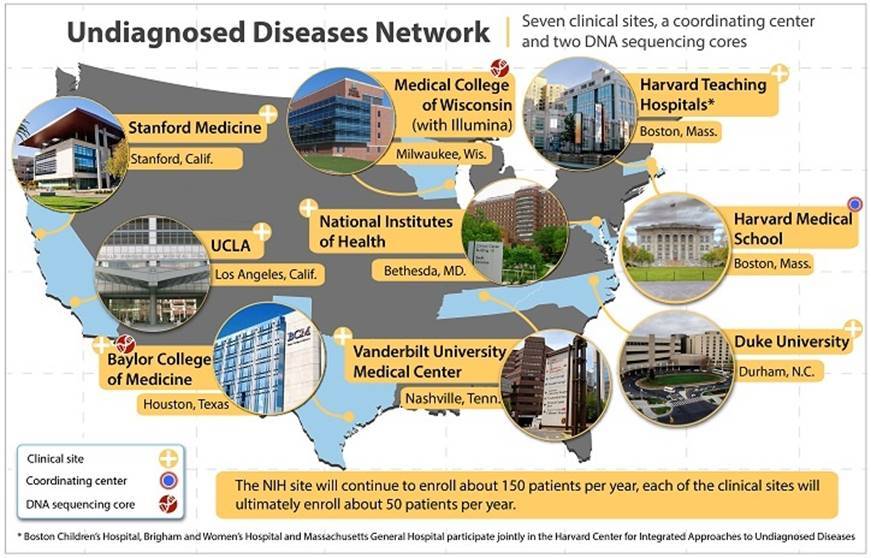 Undiagnosed Diseases Network
Seven clinical sites, a coordinating center
and two DNA sequencing cores
Stanford Medicine
Stanford, Calif.
Medical College
of Wisconsin
(with Illumina)
Milwaukee, Wis.
Harvard Teaching
Hospitals*
Boston, Mass.
UCLA
Los Angeles, Calif.
National Institutes
of Health
Bethesda, MD.
Harvard Medical
School
Boston, Mass.
Baylor College
of Medicine
Houston, Texas
BCM
Vanderbilt University
Medical Center
Nashville, Tenn.
Duke University
Durham, N.C.
Clinical site
Coordinating center
DNA sequencing core
The NIH site will continue to enroll about 150 patients per year, each of the clinical sites will
ultimately enroll about 50 patients per year.
* Boston Children's Hospital, Brigham and Women's Hospital and Massachusetts General Hospital participate jointly in the Harvard Center for Integrated Approaches to Undiagnosed Diseases